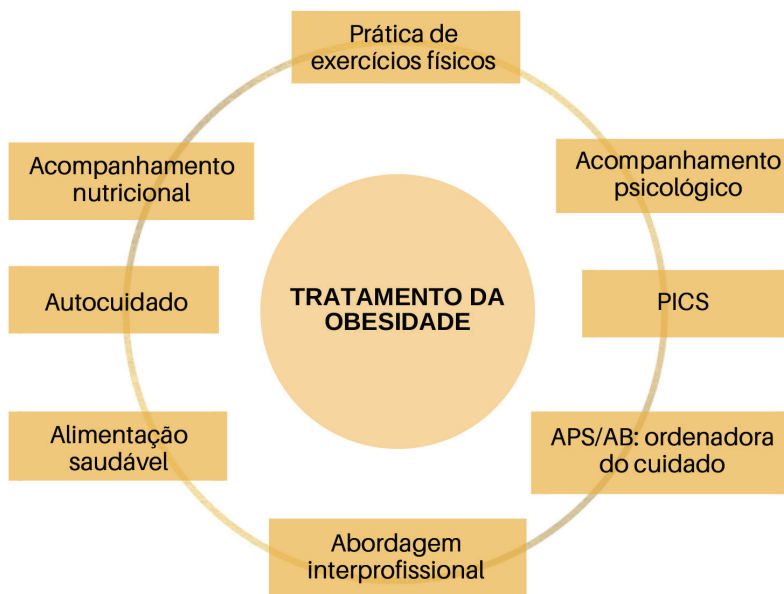 Prática de
exercícios físicos
Acompanhamento
nutricional
Acompanhamento
psicológico
Autocuidado
TRATAMENTO DA
OBESIDADE
PICS
Alimentação
saudável
APS/AB: ordenadora
do cuidado
Abordagem
interprofissional